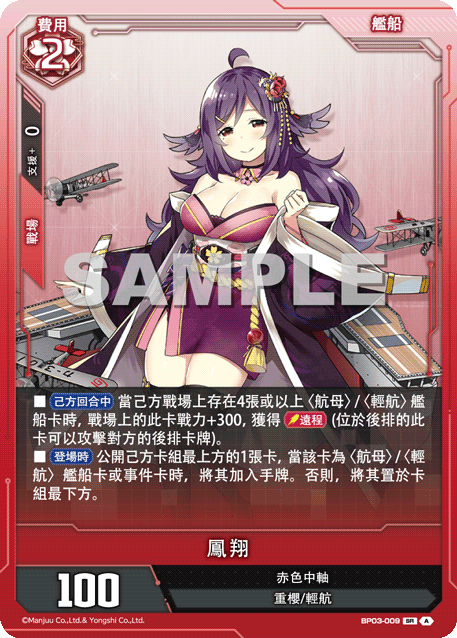 費用
2
艦船
支援+ 0
戰場
SAMPLE
■ 己方回合中 當己方戰場上存在4張或以上〈航母〉/〈輕航〉艦
船卡時, 戰場上的此卡戰力+300, 獲得 遠程 (位於後排的此
卡可以攻擊對方的後排卡牌)。
■ 登場時 公開己方卡組最上方的1張卡, 當該卡為〈航母〉/〈輕
航〉艦船卡或事件卡時, 將其加入手牌。否則, 將其置於卡
組最下方。
鳳翔
100
赤色中軸
重櫻/輕航
©Manjuu Co.,Ltd.& Yongshi Co.,Ltd.
BP03-009 SR A